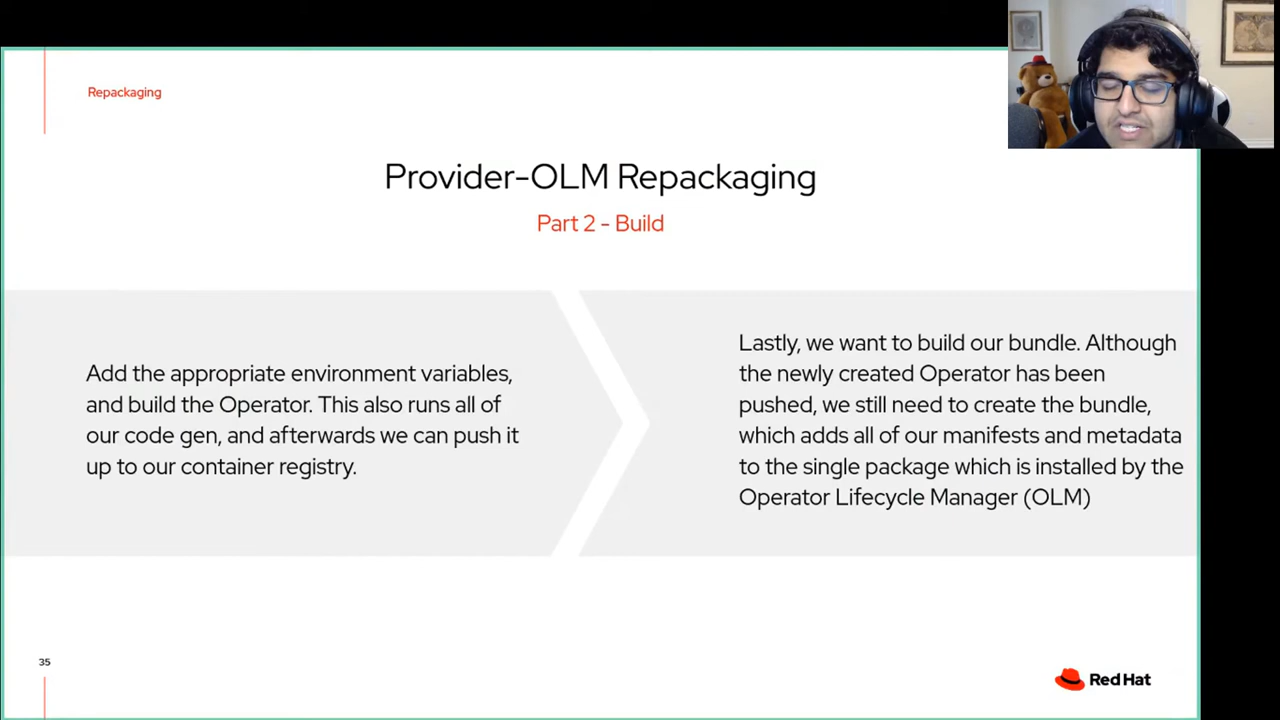 Repackaging
Provider-OLM Repackaging
Part 2 - Build
Add the appropriate environment variables,
and build the Operator. This also runs all of
our code gen, and afterwards we can push it
up to our container registry.
Lastly, we want to build our bundle. Although
the newly created Operator has been
pushed, we still need to create the bundle,
which adds all of our manifests and metadata
to the single package which is installed by the
Operator Lifecycle Manager (OLM)
35
Red Hat